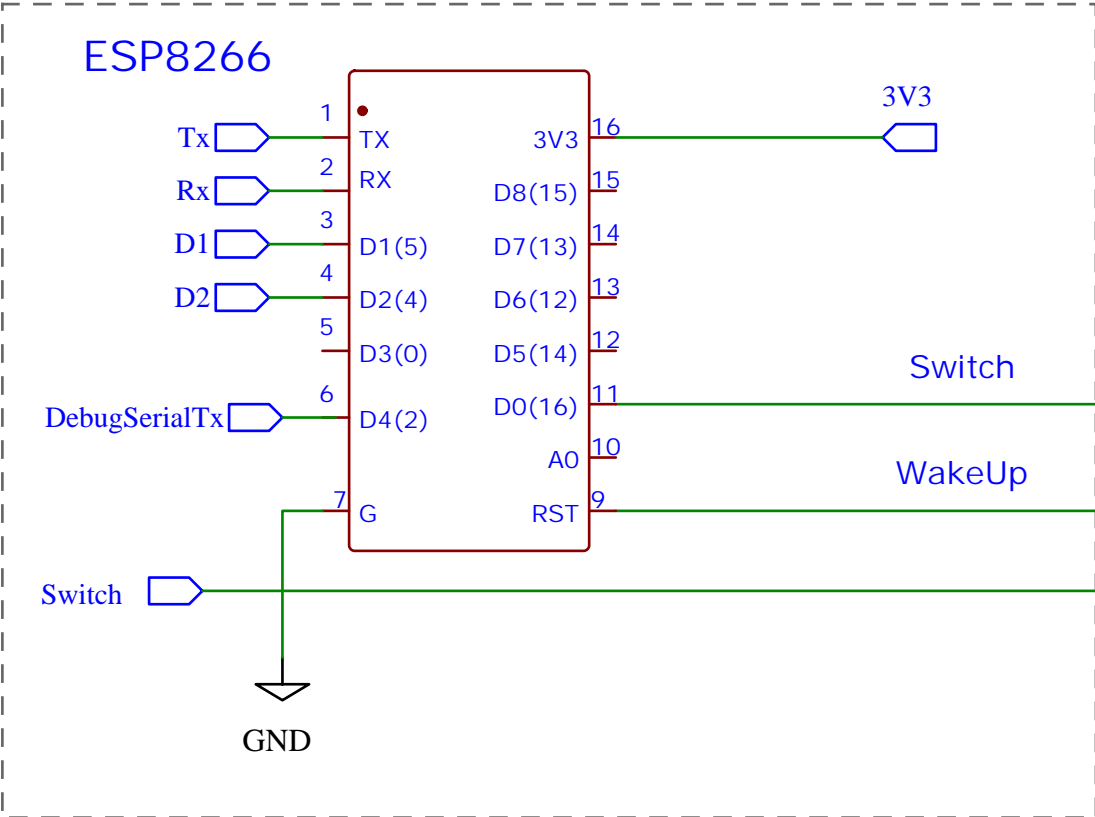 ESP8266
3V3
Tx 1 TX 3V3 16
Rx 2 RX D8(15) 15
D1 3 D1(5) D7(13) 14
D2 4 D2(4) D6(12) 13
5 D3(0) D5(14) 12
Switch
DebugSerialTx 6 D4(2) D0(16) 11
A0 10
WakeUp
7 G RST 9
Switch
GND